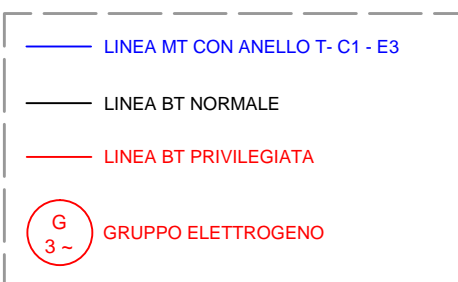 LINEA MT CON ANELLO T- C1 - E3
LINEA BT NORMALE
LINEA BT PRIVILEGIATA
G
3 ~
GRUPPO ELETTROGENO